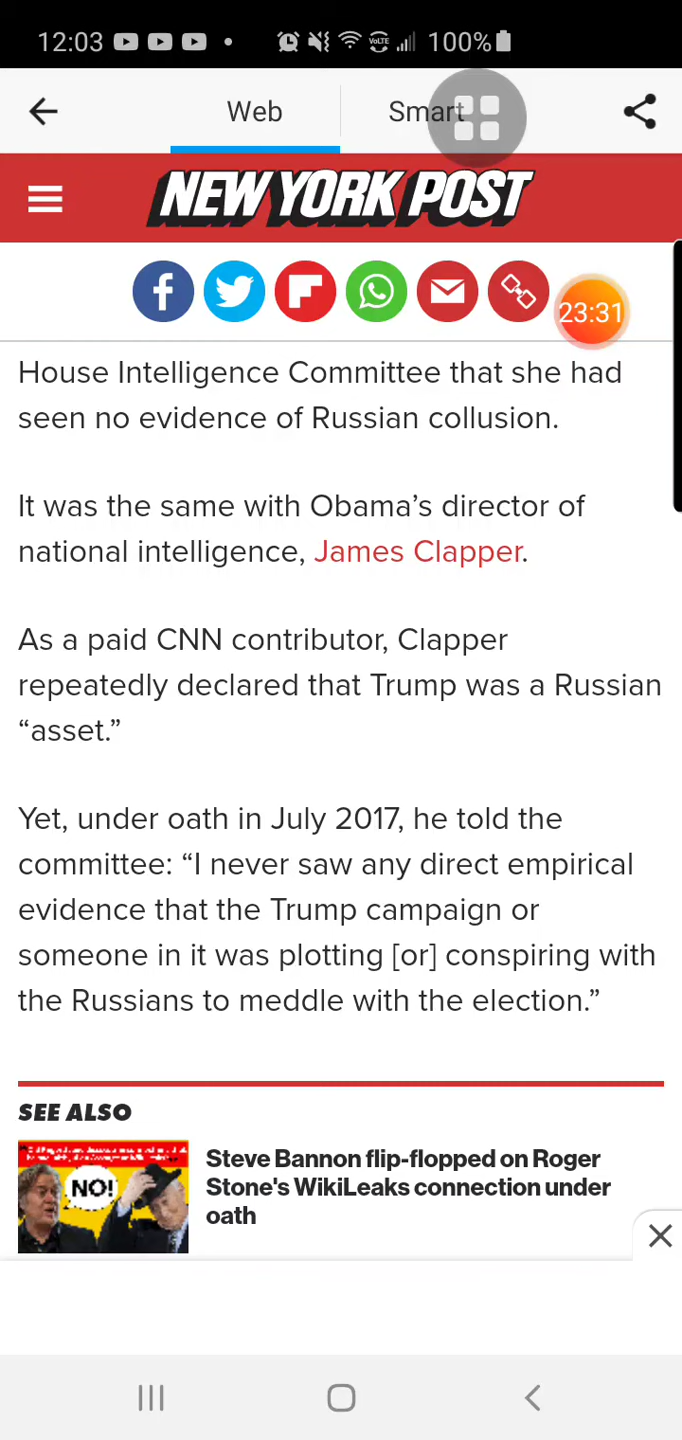 12:03 100%
Web Smart
NEW YORK POST
23:31
House Intelligence Committee that she had
seen no evidence of Russian collusion.
It was the same with Obama’s director of
national intelligence, James Clapper.
As a paid CNN contributor, Clapper
repeatedly declared that Trump was a Russian
“asset.”
Yet, under oath in July 2017, he told the
committee: “I never saw any direct empirical
evidence that the Trump campaign or
someone in it was plotting [or] conspiring with
the Russians to meddle with the election.”
SEE ALSO
NO!
Steve Bannon flip-flopped on Roger
Stone's WikiLeaks connection under
oath